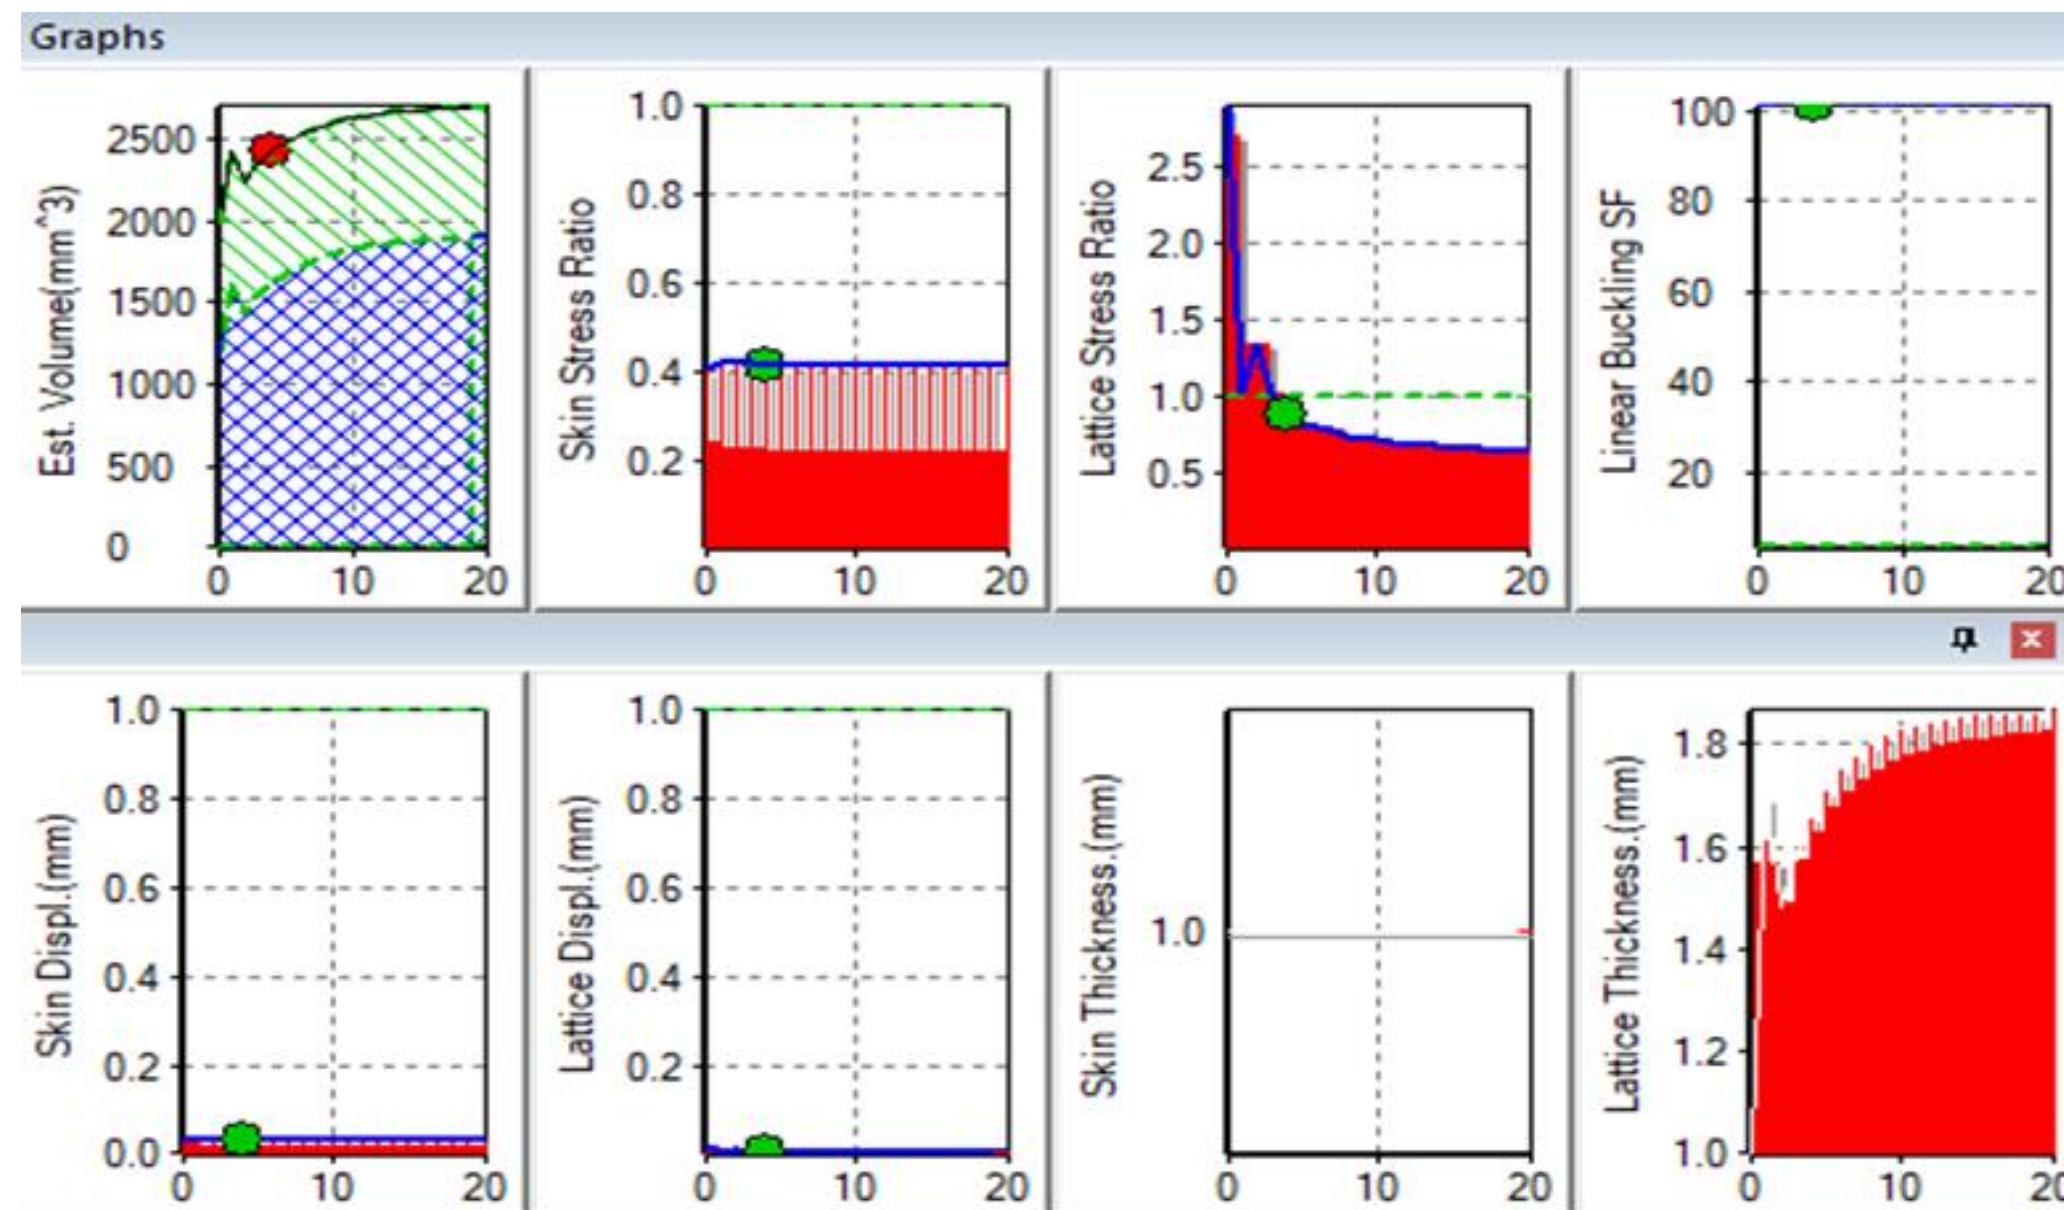 Graphs
Est. Volume(mm^3)
2500
2000
1500
1000
500
0
0 10 20
Skin Stress Ratio
1.0
0.8
0.6
0.4
0.2
0 10 20
Lattice Stress Ratio
2.5
2.0
1.5
1.0
0.5
0 10 20
Linear Buckling SF
100
80
60
40
20
0 10 20
Skin Displ.(mm)
1.0
0.8
0.6
0.4
0.2
0.0
0 10 20
Lattice Displ.(mm)
1.0
0.8
0.6
0.4
0.2
0 10 20
Skin Thickness.(mm)
1.0
0 10 20
Lattice Thickness.(mm)
1.8
1.6
1.4
1.2
1.0
0 10 20